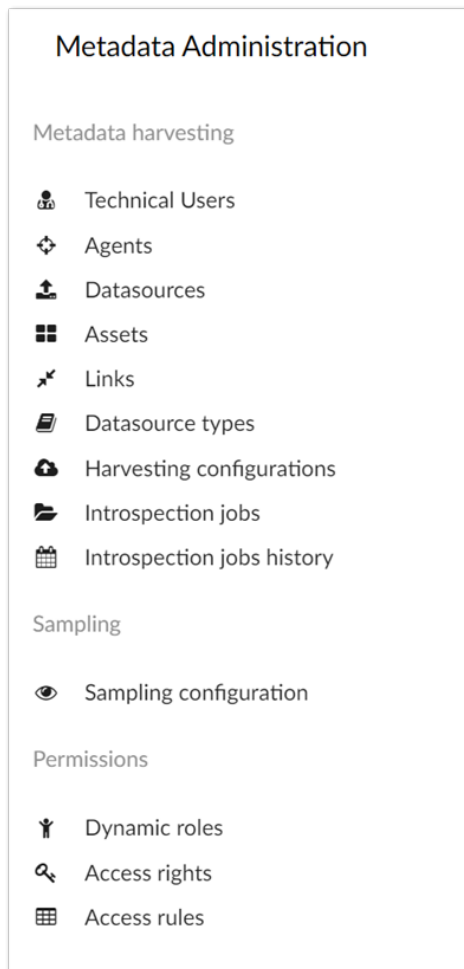 Metadata Administration
Metadata harvesting
Technical Users
Agents
Datasources
Assets
Links
Datasource types
Harvesting configurations
Introspection jobs
Introspection jobs history
Sampling
Sampling configuration
Permissions
Dynamic roles
Access rights
Access rules